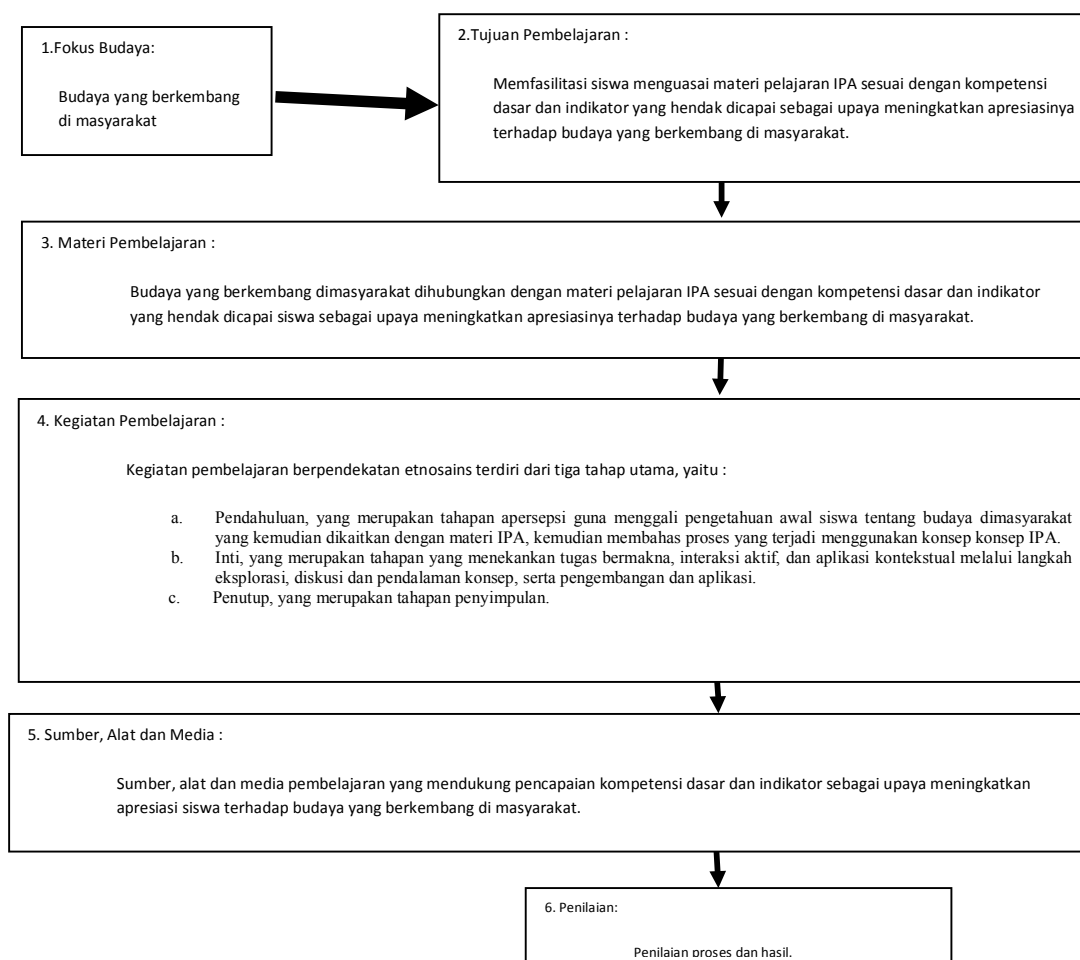 1.Fokus Budaya:
Budaya yang berkembang
di masyarakat
2.Tujuan Pembelajaran :
Memfasilitasi siswa menguasai materi pelajaran IPA sesuai dengan kompetensi
dasar dan indikator yang hendak dicapai sebagai upaya meningkatkan apresiasinya
terhadap budaya yang berkembang di masyarakat.
3. Materi Pembelajaran :
Budaya yang berkembang dimasyarakat dihubungkan dengan materi pelajaran IPA sesuai dengan kompetensi dasar dan indikator
yang hendak dicapai siswa sebagai upaya meningkatkan apresiasinya terhadap budaya yang berkembang di masyarakat.
4. Kegiatan Pembelajaran :
Kegiatan pembelajaran berpendekatan etnosains terdiri dari tiga tahap utama, yaitu :
a. Pendahuluan, yang merupakan tahapan apersepsi guna menggali pengetahuan awal siswa tentang budaya dimasyarakat
yang kemudian dikaitkan dengan materi IPA, kemudian membahas proses yang terjadi menggunakan konsep konsep IPA.
b. Inti, yang merupakan tahapan yang menekankan tugas bermakna, interaksi aktif, dan aplikasi kontekstual melalui langkah
eksplorasi, diskusi dan pendalaman konsep, serta pengembangan dan aplikasi.
c. Penutup, yang merupakan tahapan penyimpulan.
5. Sumber, Alat dan Media :
Sumber, alat dan media pembelajaran yang mendukung pencapaian kompetensi dasar dan indikator sebagai upaya meningkatkan
apresiasi siswa terhadap budaya yang berkembang di masyarakat.
6. Penilaian:
Penilaian proses dan hasil.